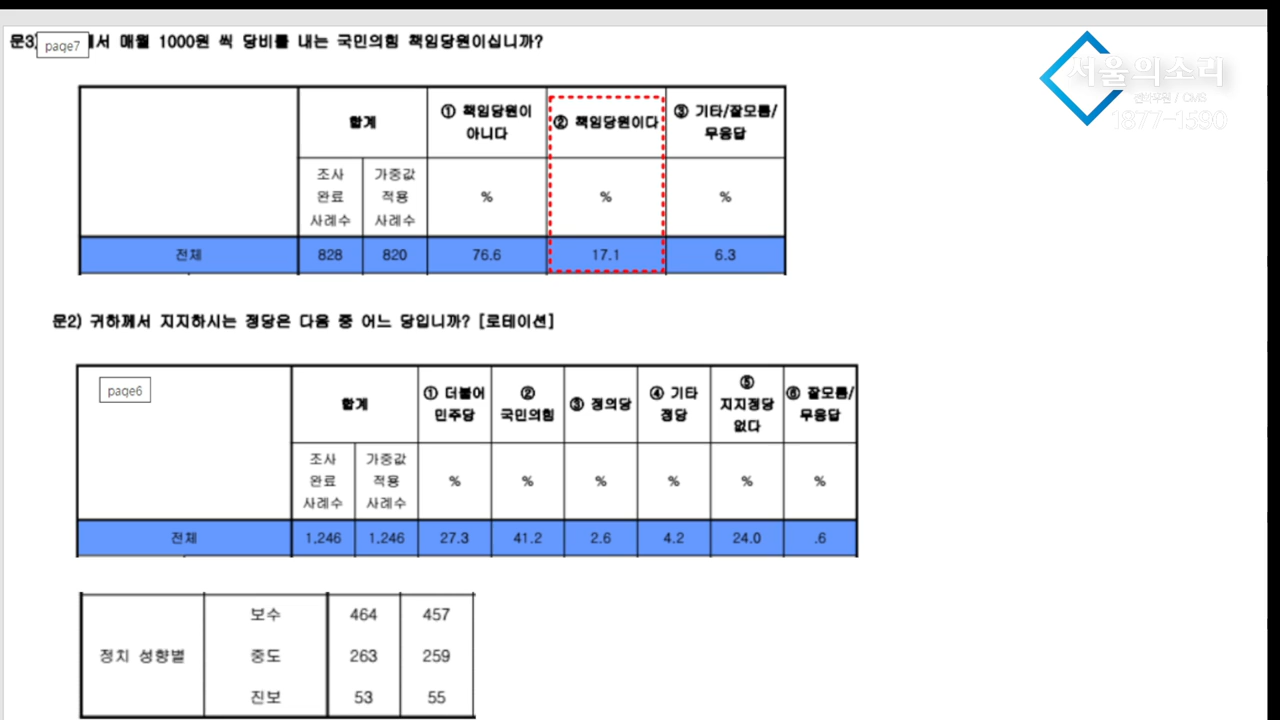 문3 서 매월 1000원 씩 당비를 내는 국민의힘 책임당원이십니까?
page7
합계 ① 책임당원이 아니다 ② 책임당원이다 ③ 기타/잘모름/무응답
조사 완료 사례수 가중값 적용 사례수 % % %
전체 828 820 76.6 17.1 6.3
문2) 귀하께서 지지하시는 정당은 다음 중 어느 당입니까? [로테이션]
page6
합계 ① 더불어 민주당 ② 국민의힘 ③ 정의당 ④ 기타 정당 ⑤ 지지정당 없다 ⑥ 잘모름/무응답
조사 완료 사례수 가중값 적용 사례수 % % % % % %
전체 1,246 1,246 27.3 41.2 2.6 4.2 24.0 .6
정치 성향별
보수 464 457
중도 263 259
진보 53 55
서울의소리
1877-1580